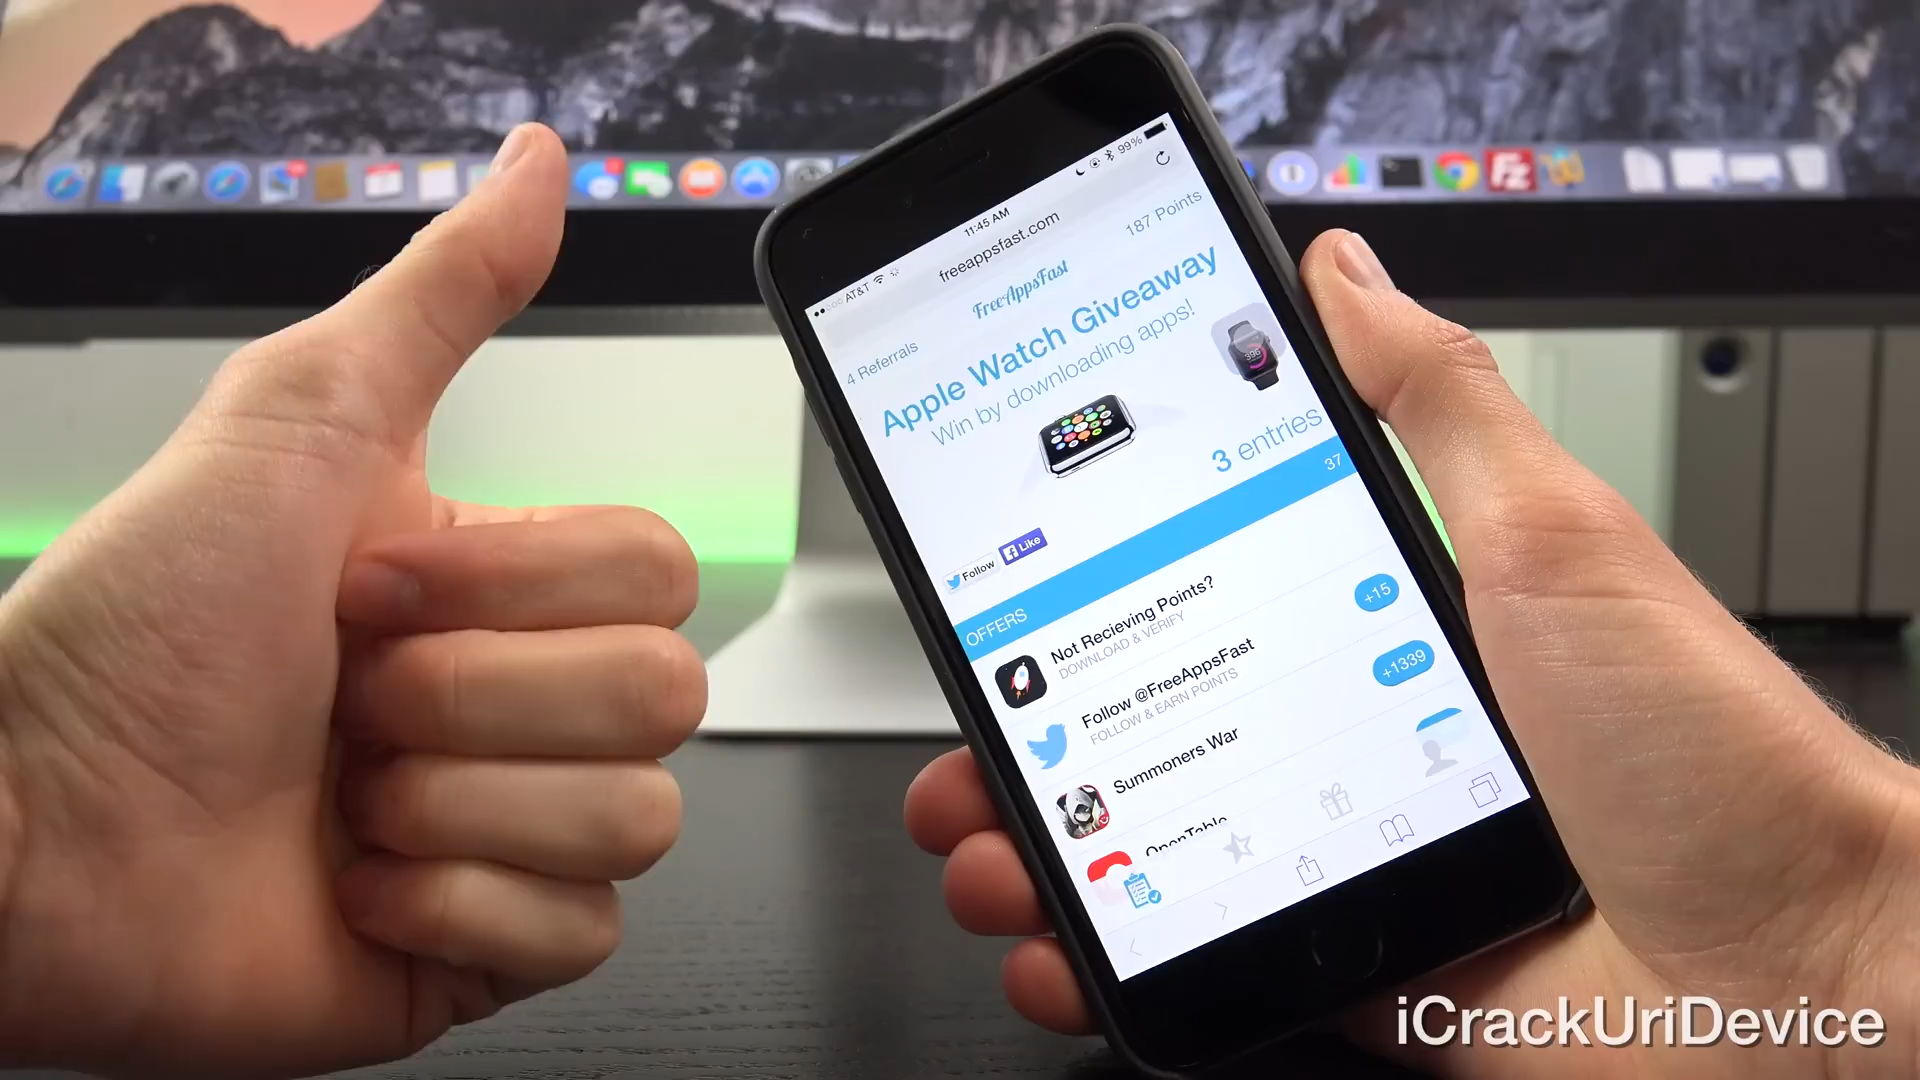 AT&T
11:45 AM
99%
freeappsfast.com
4 Referrals
FreeAppsFast
187 Points
Apple Watch Giveaway
Win by downloading apps!
3 entries
Follow
Like
OFFERS
37
Not Recieving Points?
DOWNLOAD & VERIFY
+15
Follow @FreeAppsFast
FOLLOW & EARN POINTS
+1339
Summoners War
OpenTable
iCrackUriDevice